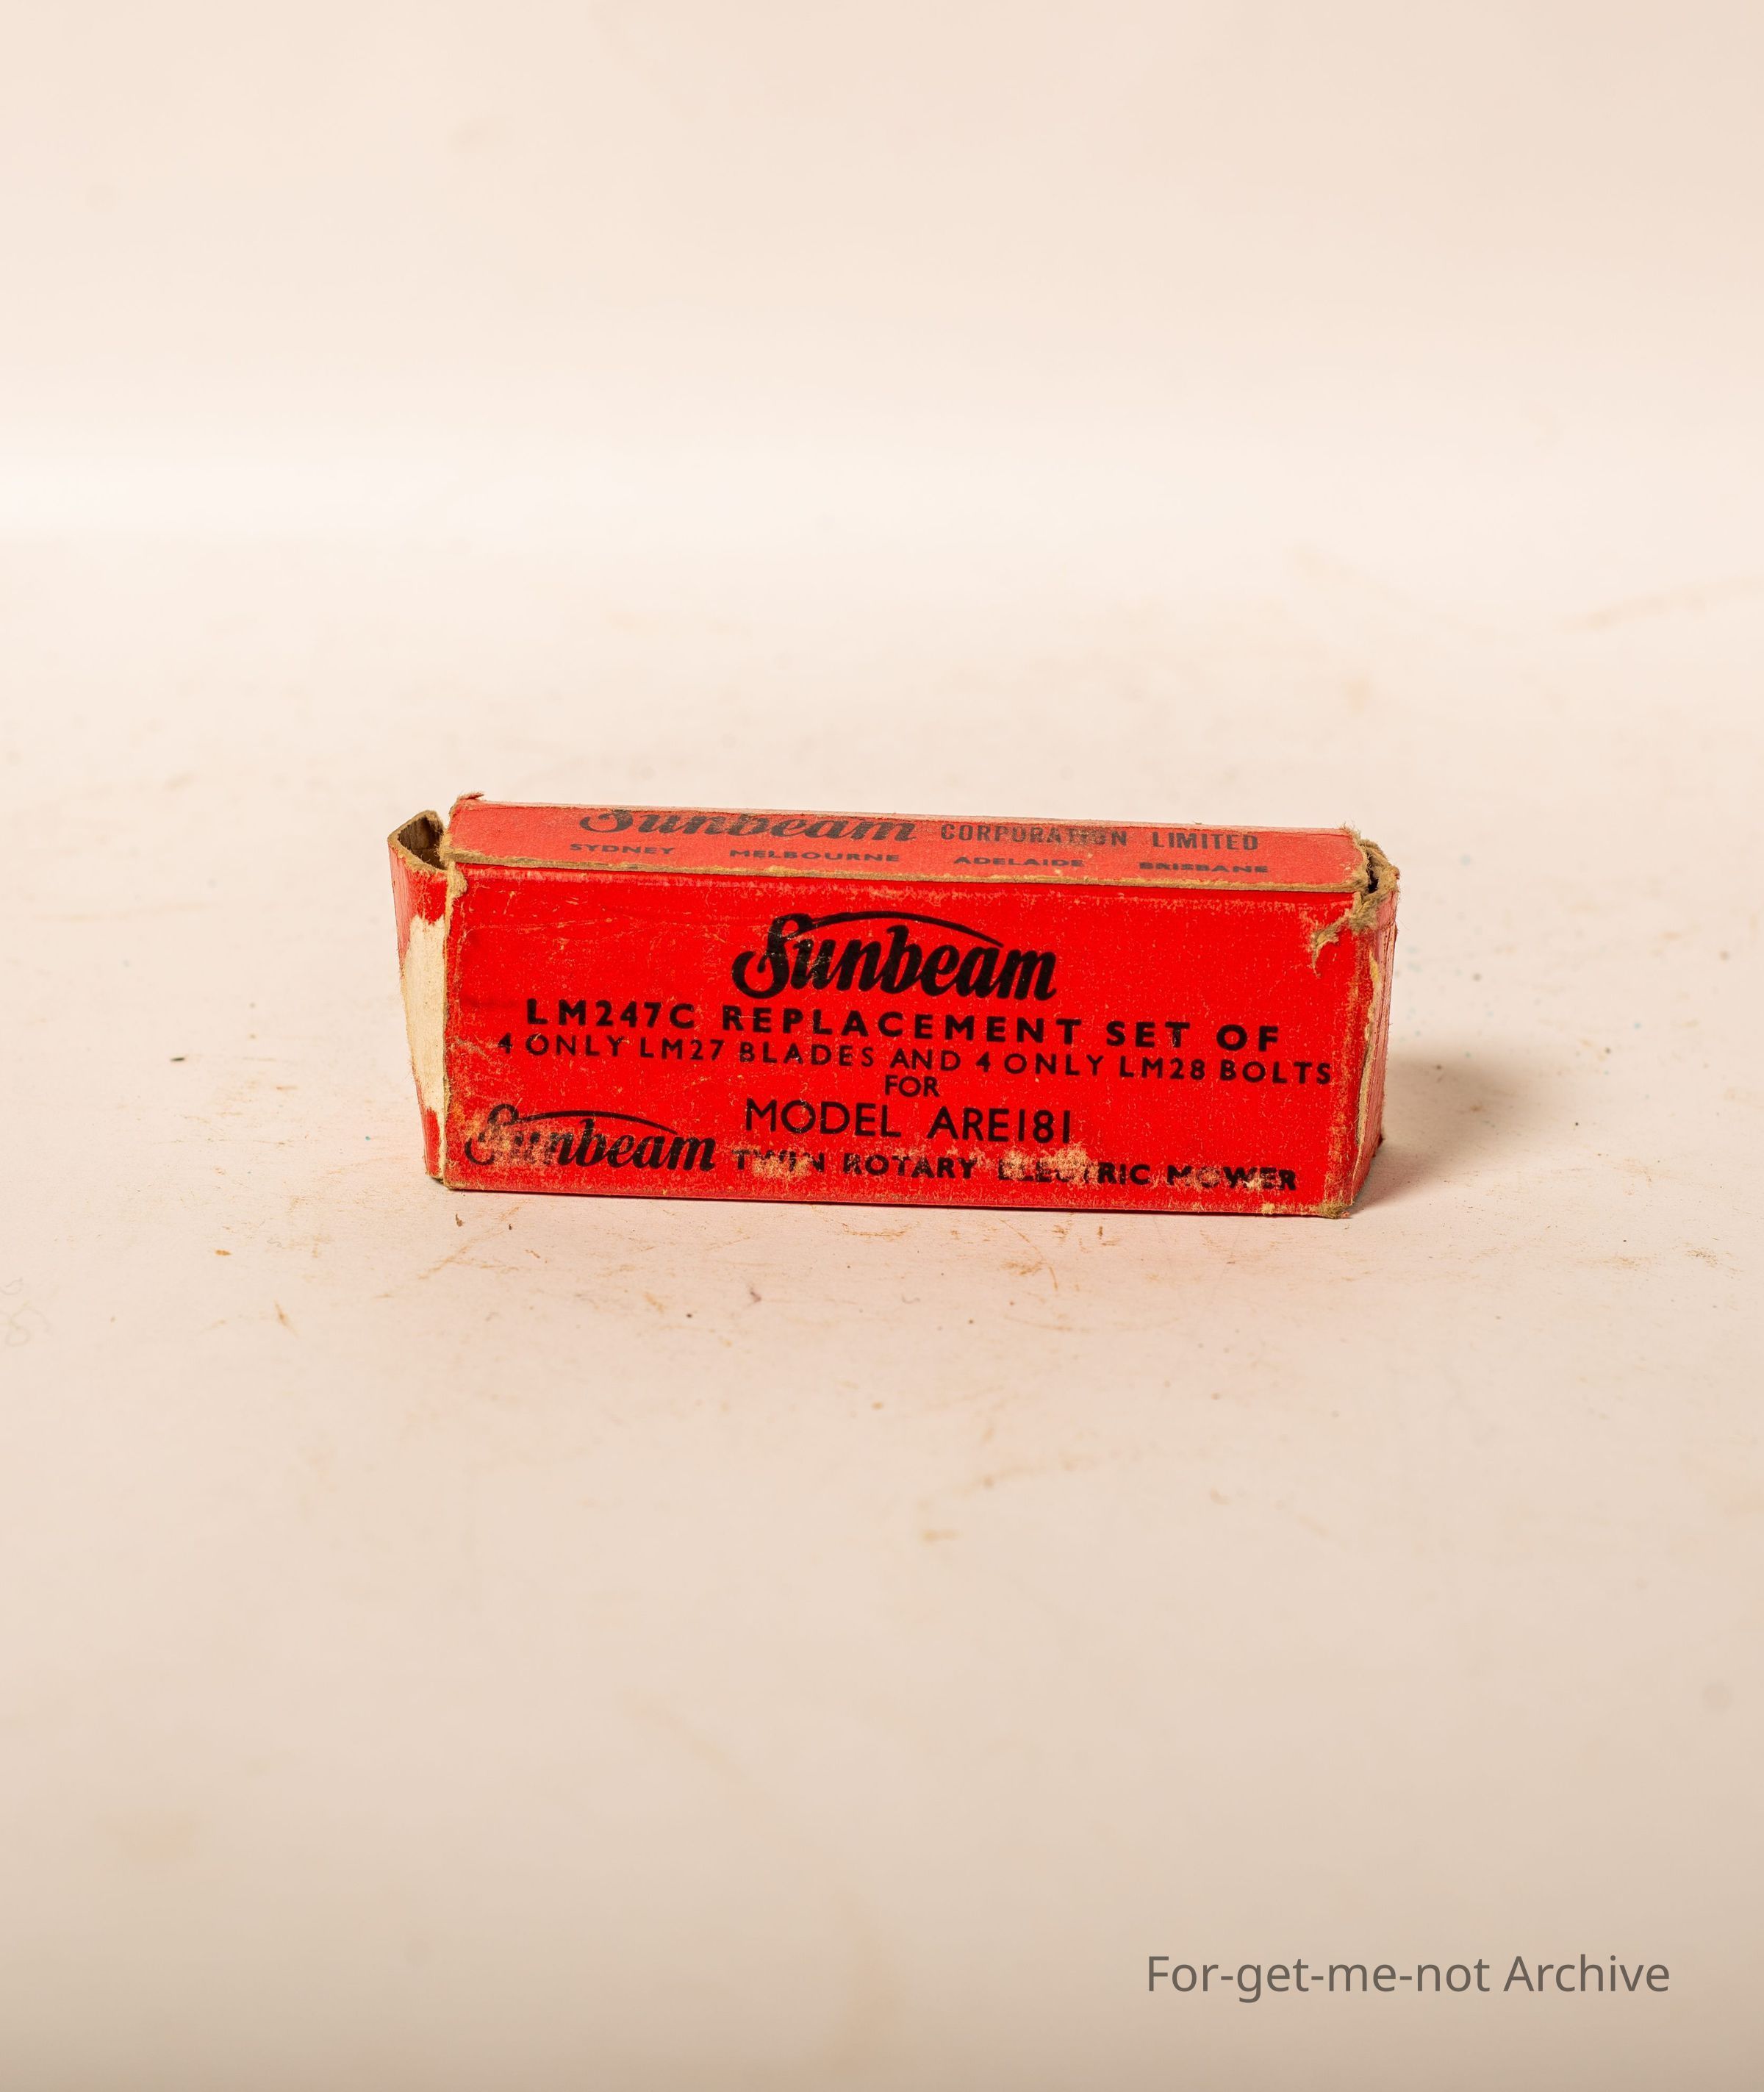 Sunbeam CORPORATION LIMITED
SYDNEY MELBOURNE ADELAIDE BRISBANE
Sunbeam
LM247C REPLACEMENT SET OF
4 ONLY LM27 BLADES AND 4 ONLY LM28 BOLTS
FOR
MODEL ARE181
Sunbeam TWIN ROTARY ELECTRIC MOWER
For-get-me-not Archive